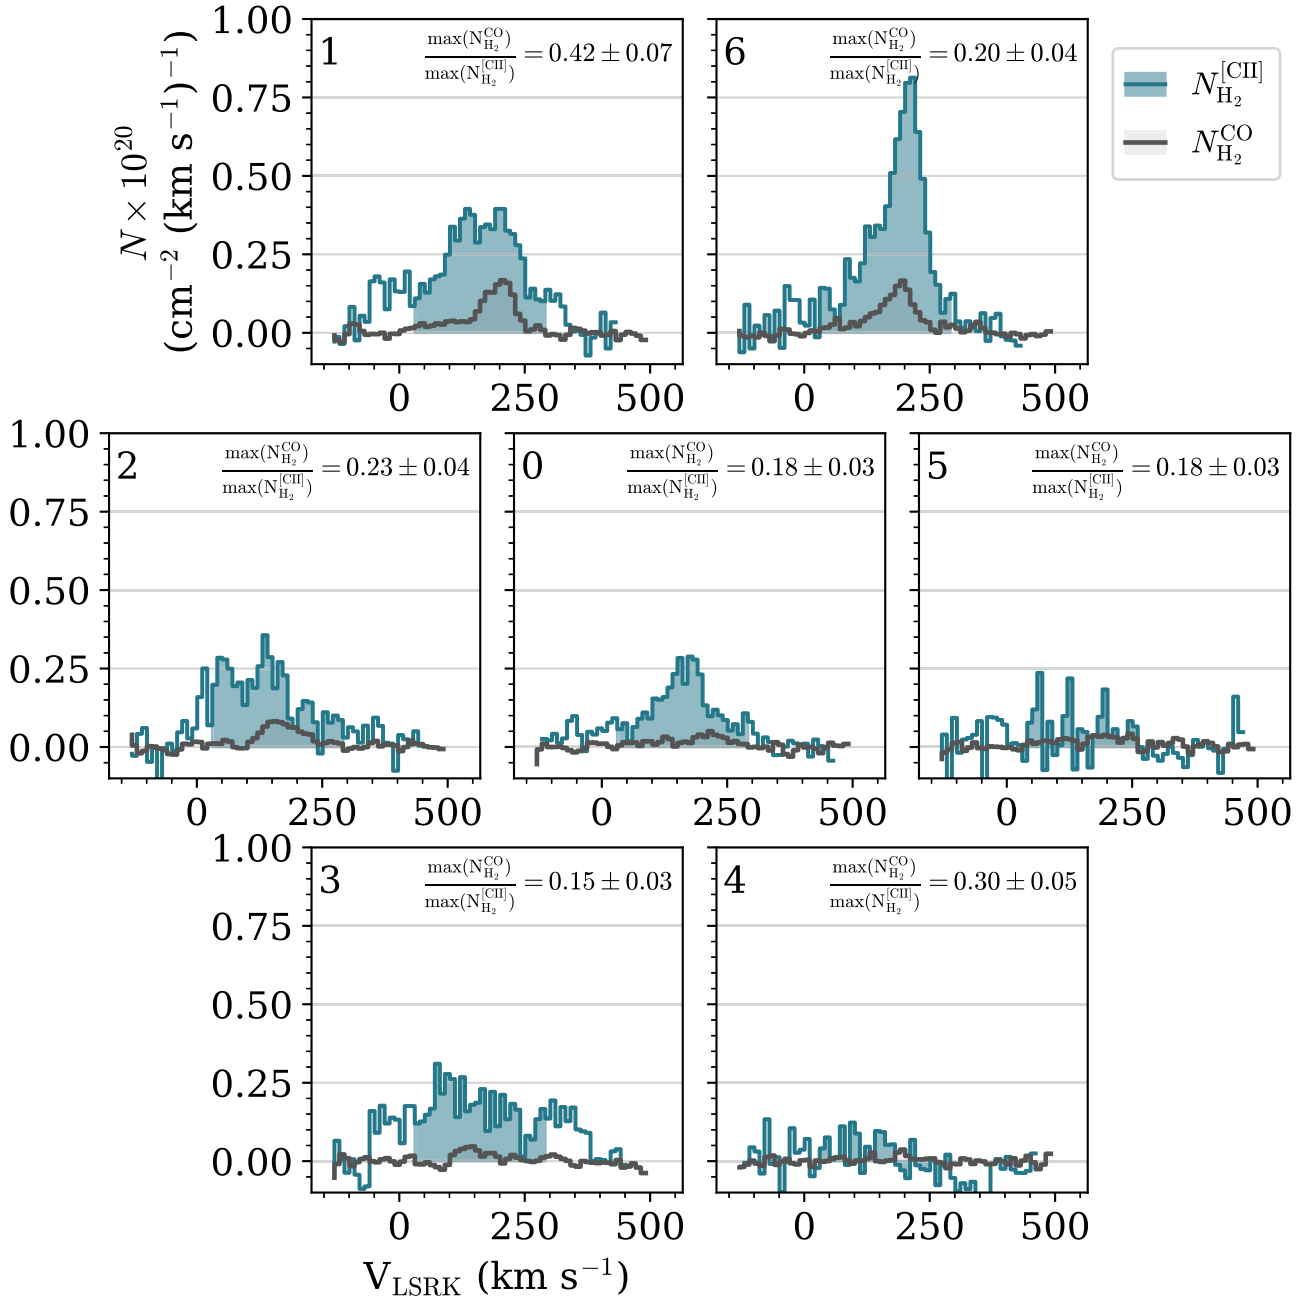 N × 10^20
(cm^−2 (km s^−1)^−1)
1.00
0.75
0.50
0.25
0.00
1
max(N_H2^CO)
max(N_H2^[CII])
= 0.42 ± 0.07
0 250 500
6
max(N_H2^CO)
max(N_H2^[CII])
= 0.20 ± 0.04
0 250 500
N_H2^[CII]
N_H2^CO
1.00
0.75
0.50
0.25
0.00
2
max(N_H2^CO)
max(N_H2^[CII])
= 0.23 ± 0.04
0 250 500
0
max(N_H2^CO)
max(N_H2^[CII])
= 0.18 ± 0.03
0 250 500
5
max(N_H2^CO)
max(N_H2^[CII])
= 0.18 ± 0.03
0 250 500
1.00
0.75
0.50
0.25
0.00
3
max(N_H2^CO)
max(N_H2^[CII])
= 0.15 ± 0.03
0 250 500
4
max(N_H2^CO)
max(N_H2^[CII])
= 0.30 ± 0.05
0 250 500
V_LSRK (km s^−1)